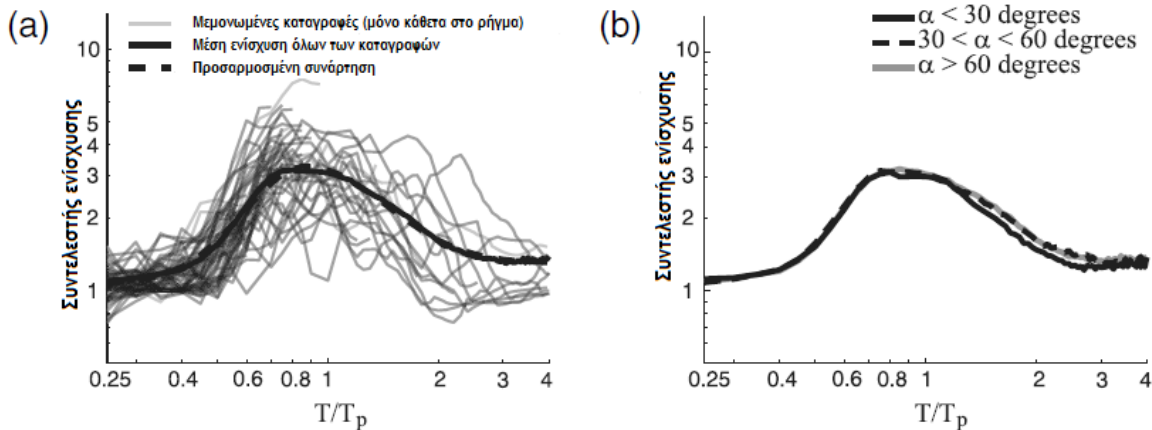 (a)
Μεμονωμένες καταγραφές (μόνο κάθετα στο ρήγμα)
Μέση ενίσχυση όλων των καταγραφών
Προσαρμοσμένη συνάρτηση
Συντελεστής ενίσχυσης
10
5
4
3
2
1
0.25 0.4 0.6 0.8 1 2 3 4
T/Tp
(b)
α < 30 degrees
30 < α < 60 degrees
α > 60 degrees
Συντελεστής ενίσχυσης
10
5
4
3
2
1
0.25 0.4 0.6 0.8 1 2 3 4
T/Tp